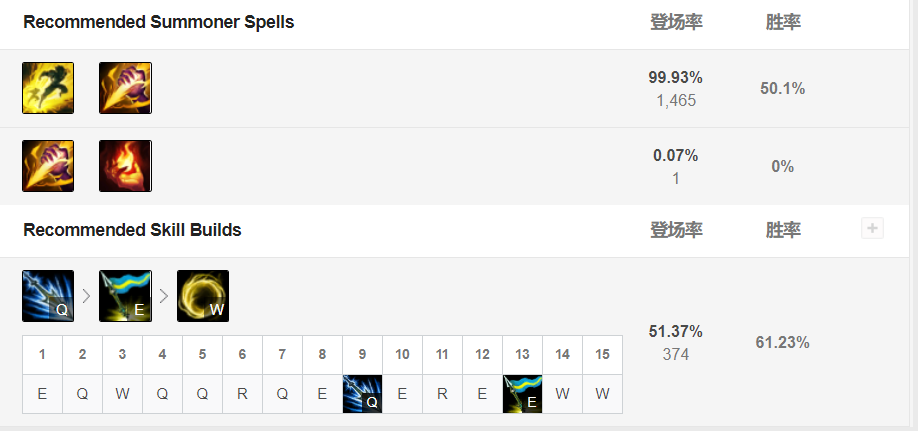 Recommended Summoner Spells 登场率 胜率
99.93%
1,465
50.1%
0.07%
1
0%
Recommended Skill Builds 登场率 胜率 +
Q E W
51.37%
374
61.23%
1 2 3 4 5 6 7 8 9 10 11 12 13 14 15
E Q W Q Q R Q E Q E R E E W W